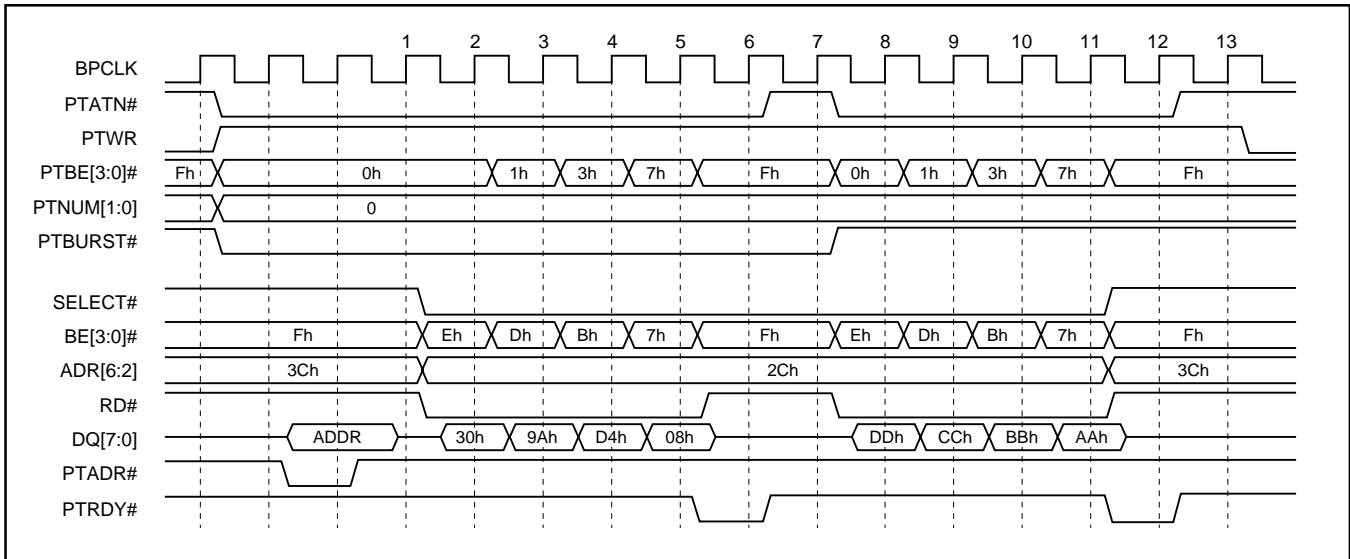 1 2 3 4 5 6 7 8 9 10 11 12 13
BPCLK
PTATN#
PTWR
PTBE[3:0]# Fh 0h 1h 3h 7h Fh 0h 1h 3h 7h Fh
PTNUM[1:0] 0
PTBURST#
SELECT#
BE[3:0]# Fh Eh Dh Bh 7h Fh Eh Dh Bh 7h Fh
ADR[6:2] 3Ch 2Ch 3Ch
RD#
DQ[7:0] ADDR 30h 9Ah D4h 08h DDh CCh BBh AAh
PTADR#
PTRDY#